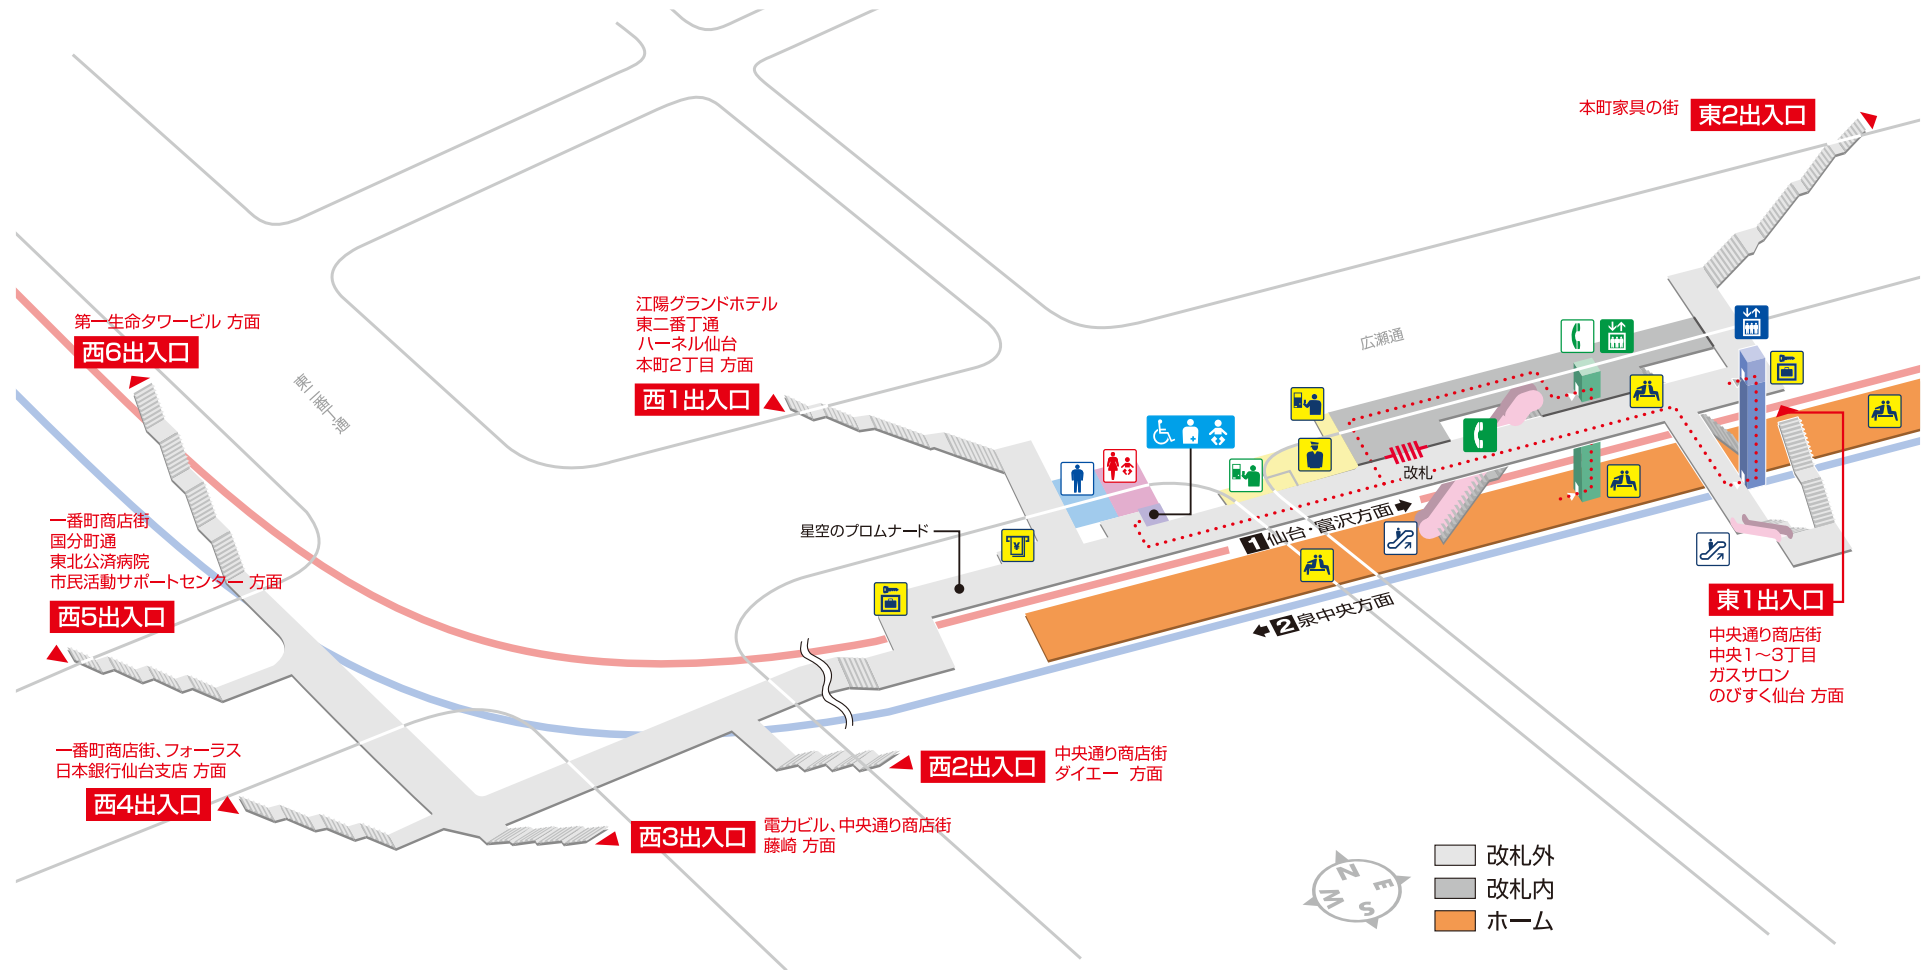 本町家具の街
東2出入口
江陽グランドホテル
東二番丁通
ハーネル仙台
本町2丁目 方面
西1出入口
第一生命タワービル 方面
西6出入口
東二番丁通
広瀬通
一番町商店街
国分町通
東北公済病院
市民活動サポートセンター 方面
西5出入口
星空のプロムナード
改札
1仙台・富沢方面
2泉中央方面
東1出入口
中央通り商店街
中央1～3丁目
ガスサロン
のびすく仙台 方面
一番町商店街、フォーラス
日本銀行仙台支店 方面
西4出入口
西2出入口
中央通り商店街
ダイエー 方面
西3出入口
電力ビル、中央通り商店街
藤崎 方面
N
E
W
S
改札外
改札内
ホーム